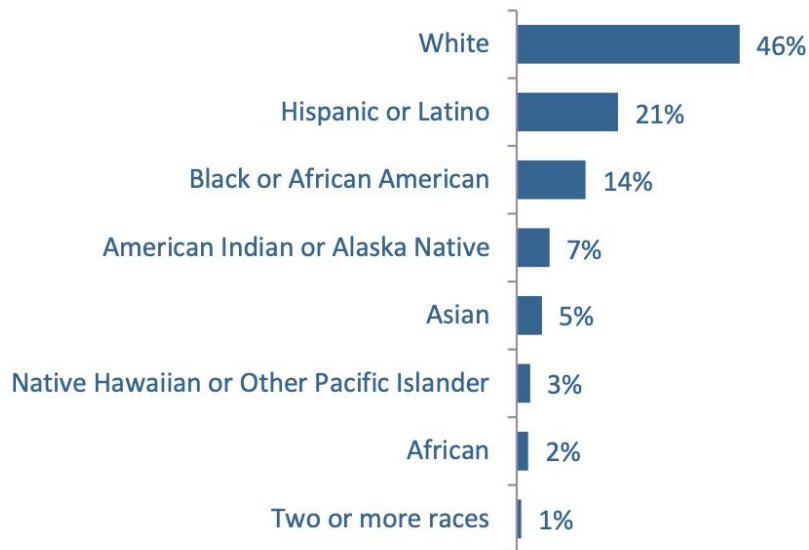 White 46%
Hispanic or Latino 21%
Black or African American 14%
American Indian or Alaska Native 7%
Asian 5%
Native Hawaiian or Other Pacific Islander 3%
African 2%
Two or more races 1%